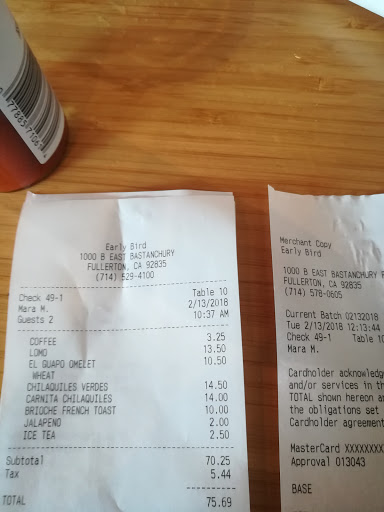 Early Bird
1000 B EAST BASTANCHURY
FULLERTON, CA 92835
(714) 529-4100
Check 49-1 Table 10
Mara M. 2/13/2018
Guests 2 10:37 AM
COFFEE 3.25
LOMO 13.50
EL GUAPO OMELET 10.50
WHEAT
CHILAQUILES VERDES 14.50
CARNITA CHILAQUILES 14.00
BRIOCHE FRENCH TOAST 10.00
JALAPENO 2.00
ICE TEA 2.50
Subtotal 70.25
Tax 5.44
TOTAL 75.69
Merchant Copy
Early Bird
1000 B EAST BASTANCHURY
FULLERTON, CA 92835
(714) 578-0605
Current Batch 02132018
Tue 2/13/2018 12:13:44
Check 49-1 Table 10
Mara M.
Cardholder acknowledg
and/or services in th
TOTAL shown hereon a
the obligations set
Cardholder agreement
MasterCard XXXXXXXX
Approval 013043
BASE